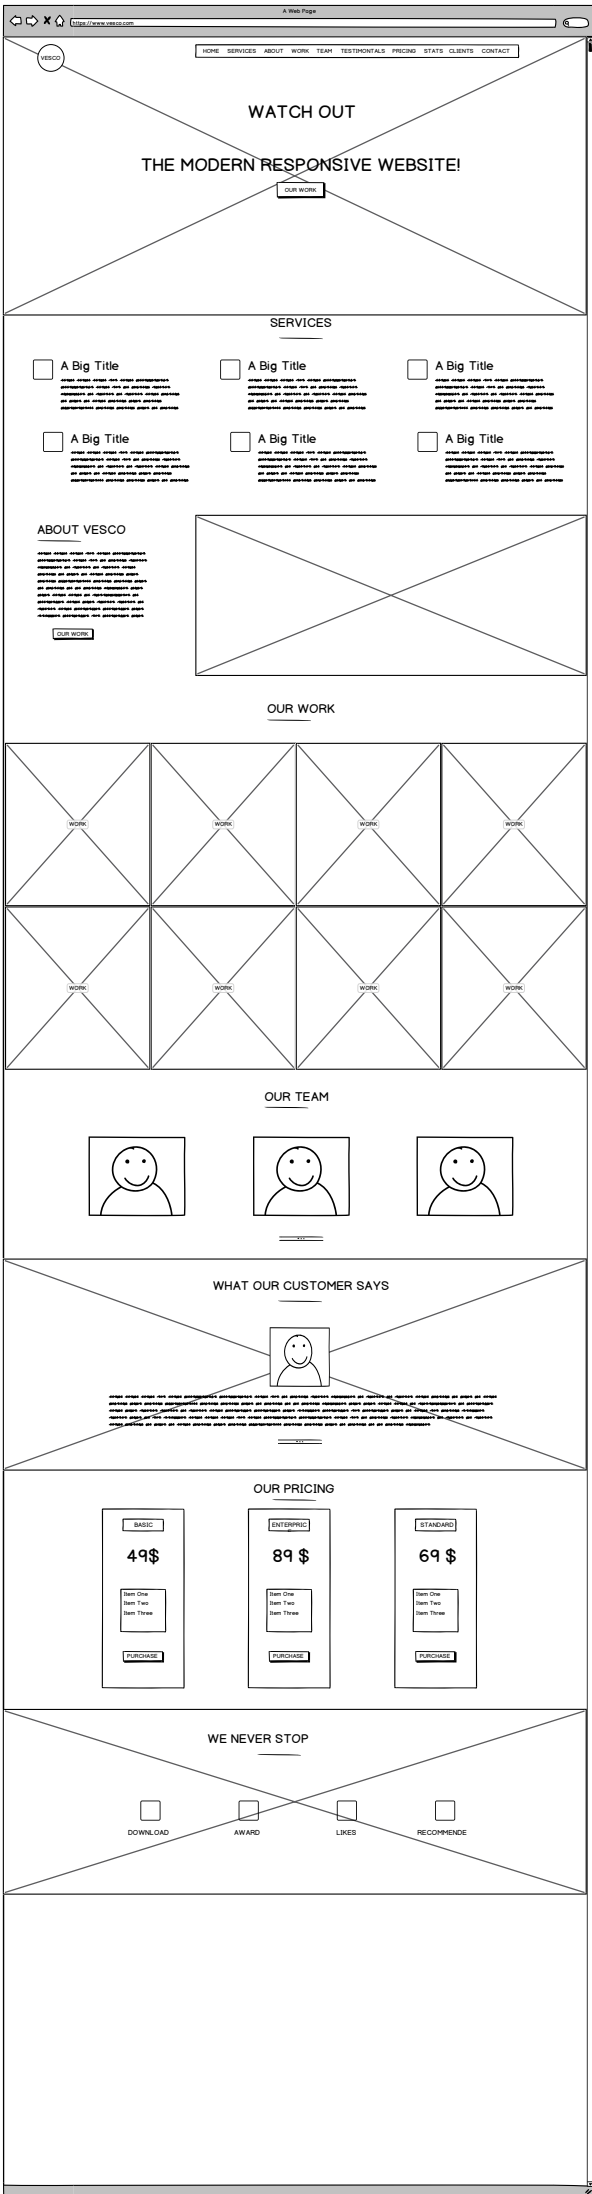 A Web Page
https://www.vesco.com
VESCO
HOME SERVICES ABOUT WORK TEAM TESTIMONTALS PRICING STATS CLIENTS CONTACT
WATCH OUT
THE MODERN RESPONSIVE WEBSITE!
OUR WORK
SERVICES
A Big Title A Big Title A Big Title
A Big Title A Big Title A Big Title
ABOUT VESCO
OUR WORK
OUR WORK
WORK WORK WORK WORK
WORK WORK WORK WORK
OUR TEAM
WHAT OUR CUSTOMER SAYS
OUR PRICING
BASIC ENTERPRIC STANDARD
49$ 89 $ 69 $
Item One Item One Item One
Item Two Item Two Item Two
Item Three Item Three Item Three
PURCHASE PURCHASE PURCHASE
WE NEVER STOP
DOWNLOAD AWARD LIKES RECOMMENDE